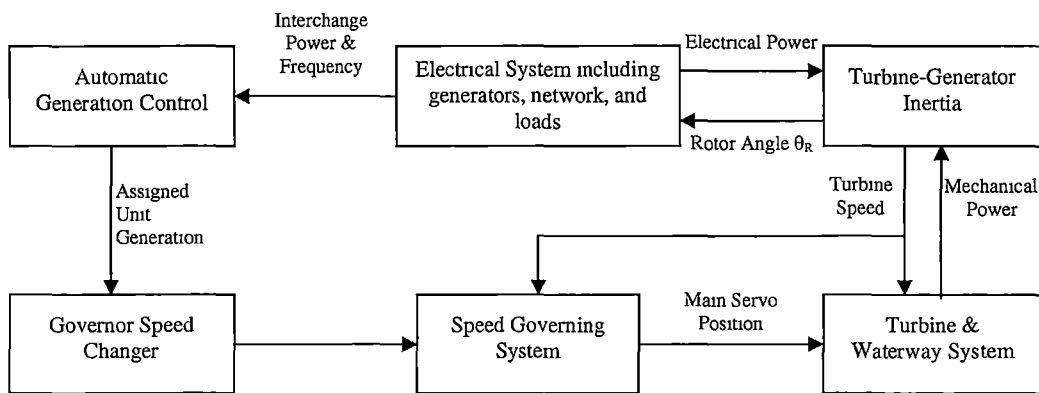 Interchange
Power &
Frequency
Electrical Power
Automatic
Generation Control
Electrical System including
generators, network, and
loads
Turbine-Generator
Inertia
Rotor Angle θR
Assigned
Unit
Generation
Turbine
Speed
Mechanical
Power
Governor Speed
Changer
Speed Governing
System
Main Servo
Position
Turbine &
Waterway System